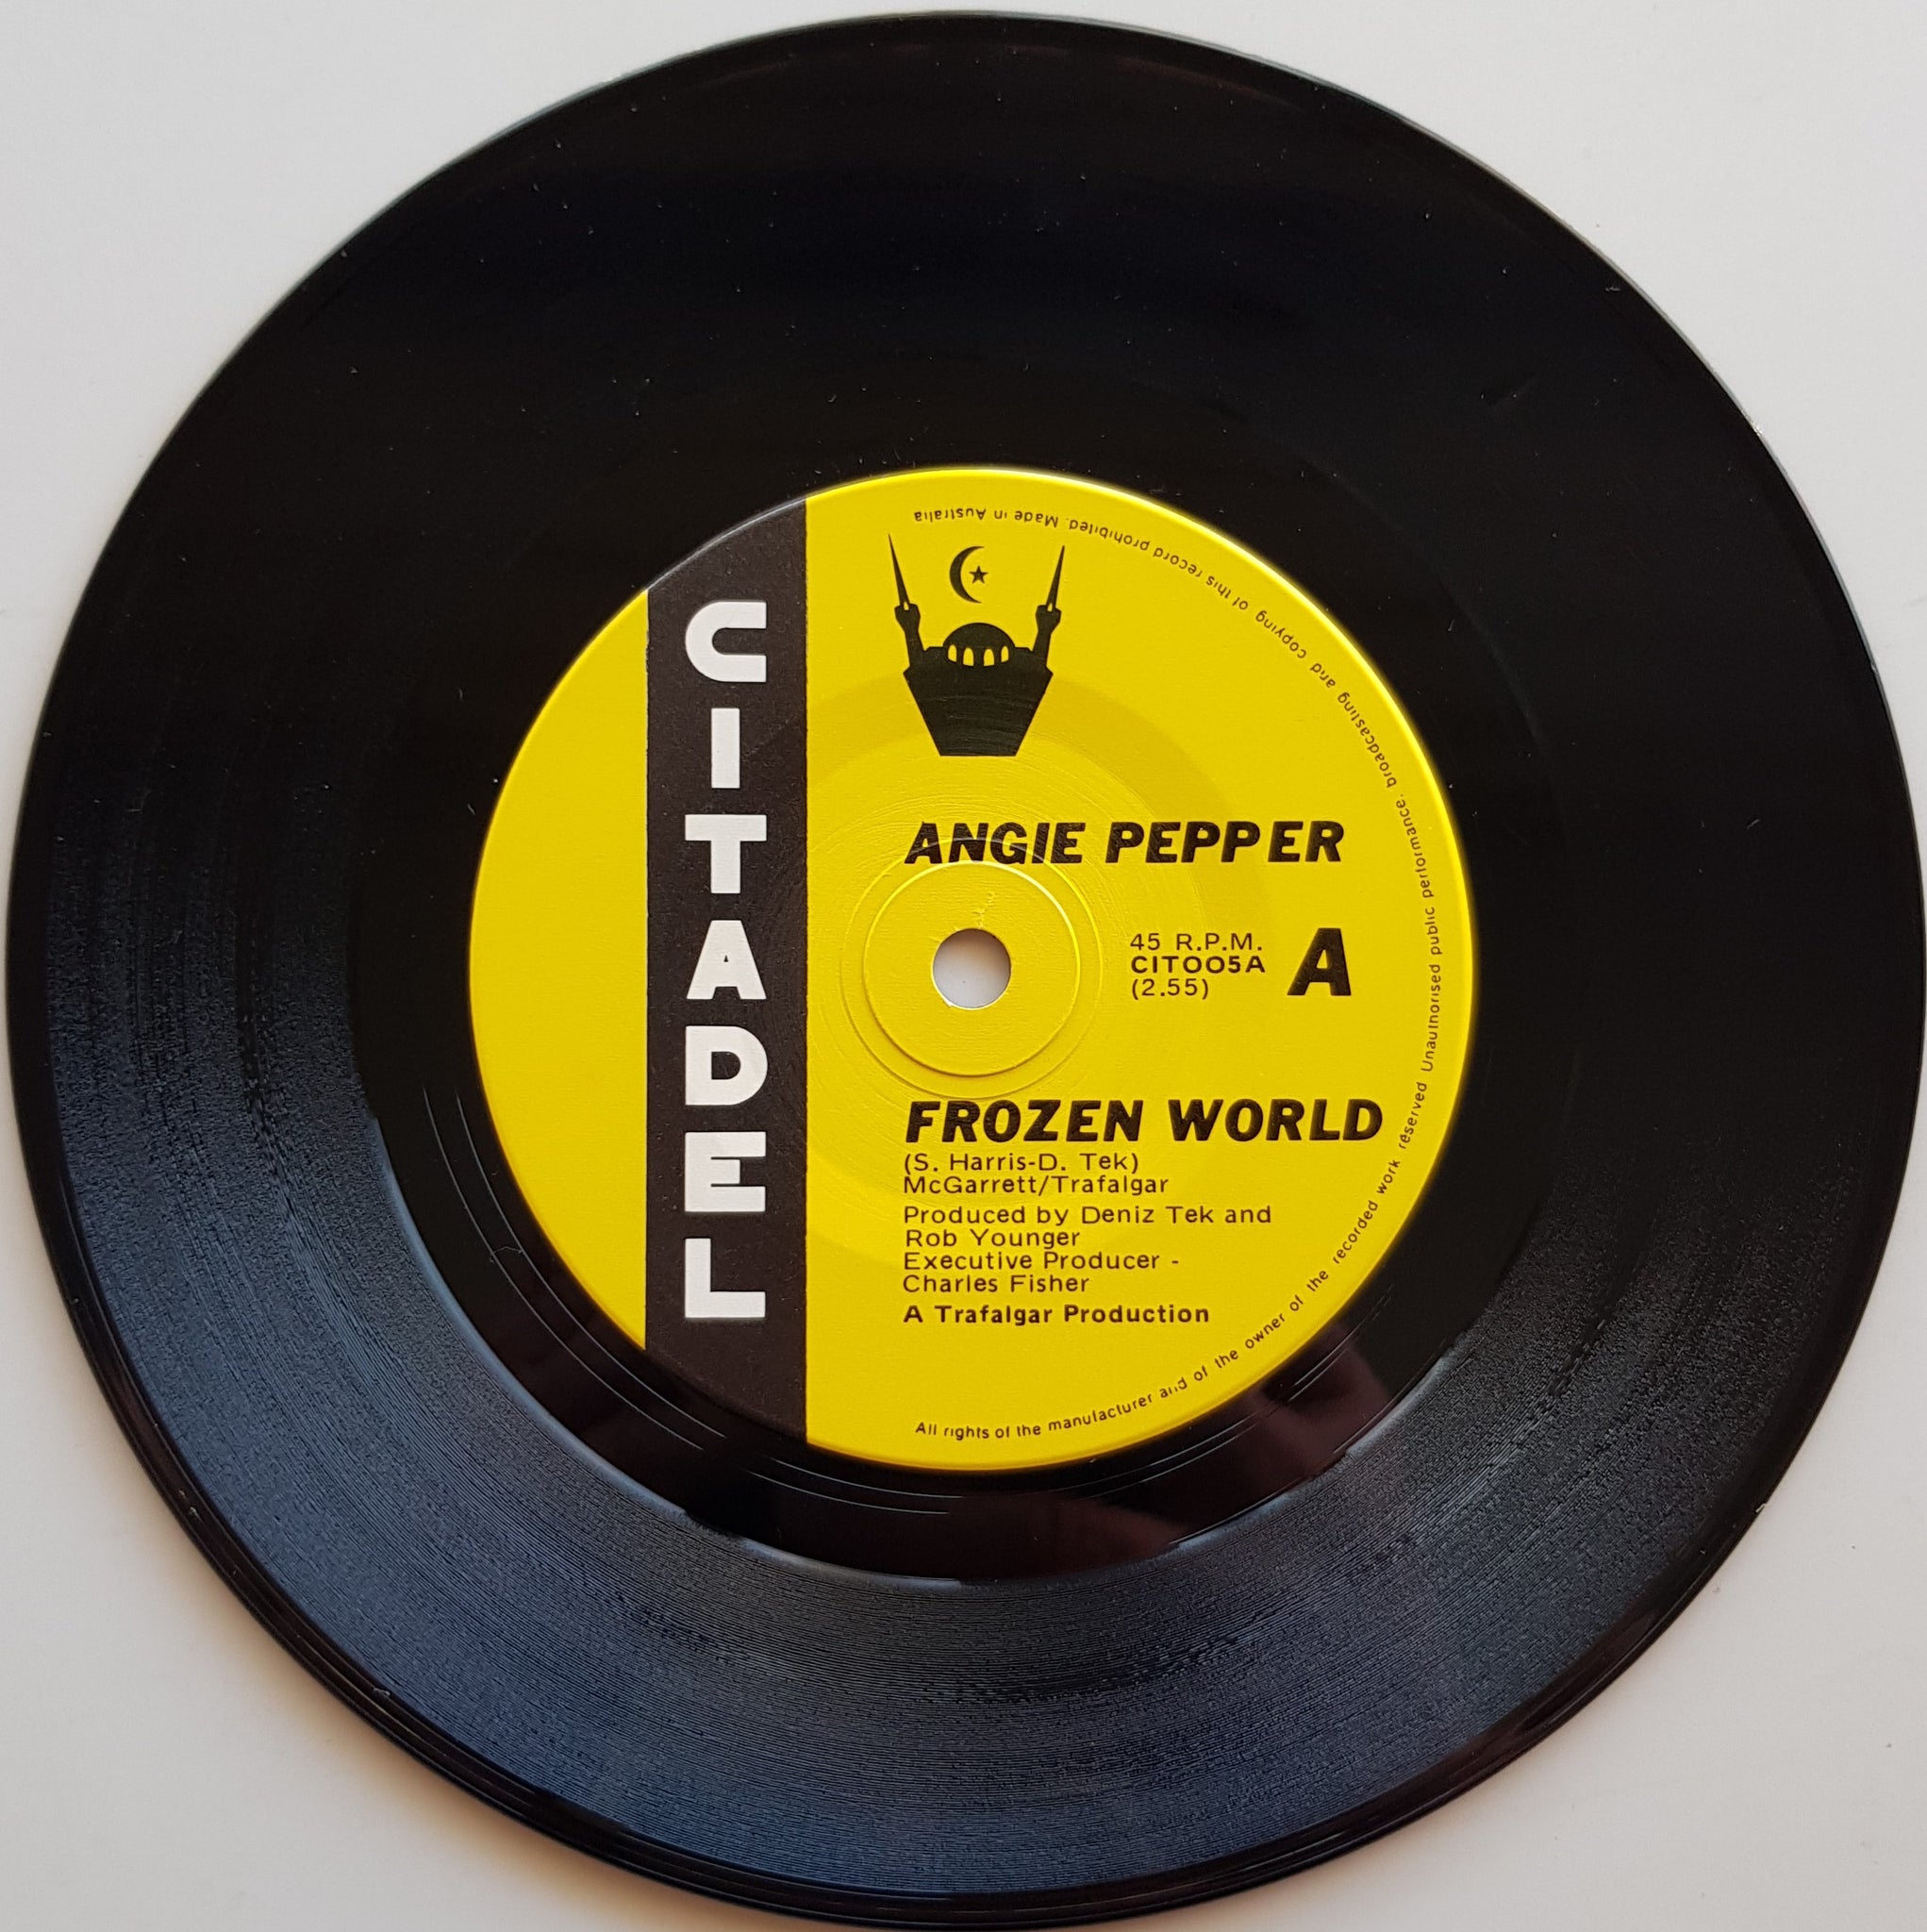 CITADEL
ANGIE PEPPER
45 R.P.M.
CIT005A
(2.55)
A
FROZEN WORLD
(S. Harris-D. Tek)
McGarrett/Trafalgar
Produced by Deniz Tek and
Rob Younger
Executive Producer -
Charles Fisher
A Trafalgar Production
All rights of the manufacturer and of the owner of the recorded work reserved Unauthorised public performance, broadcasting and copying of this record prohibited. Made in Australia